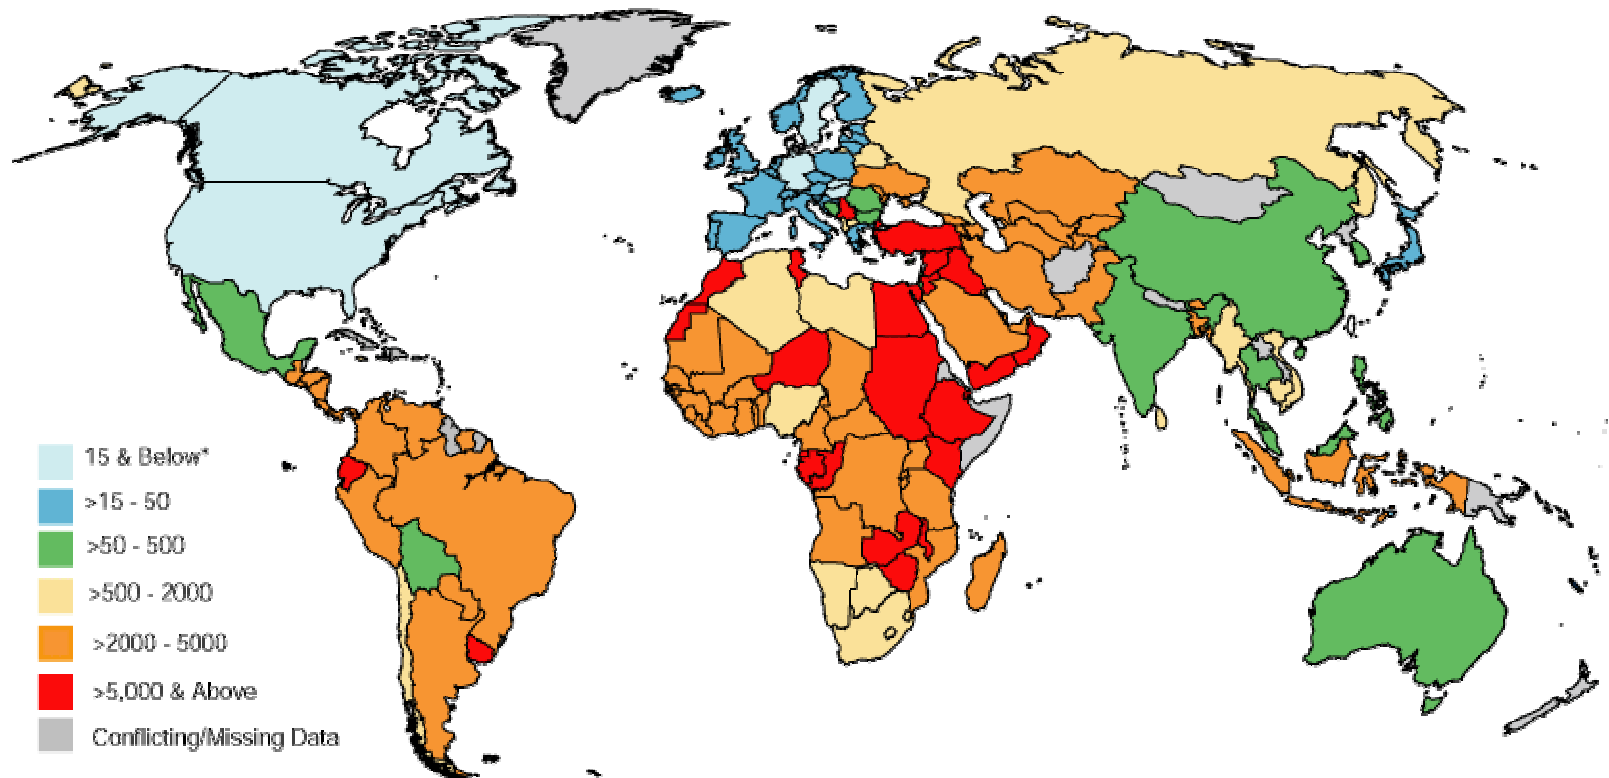 15 & Below*
>15 - 50
>50 - 500
>500 - 2000
>2000 - 5000
>5,000 & Above
Conflicting/Missing Data